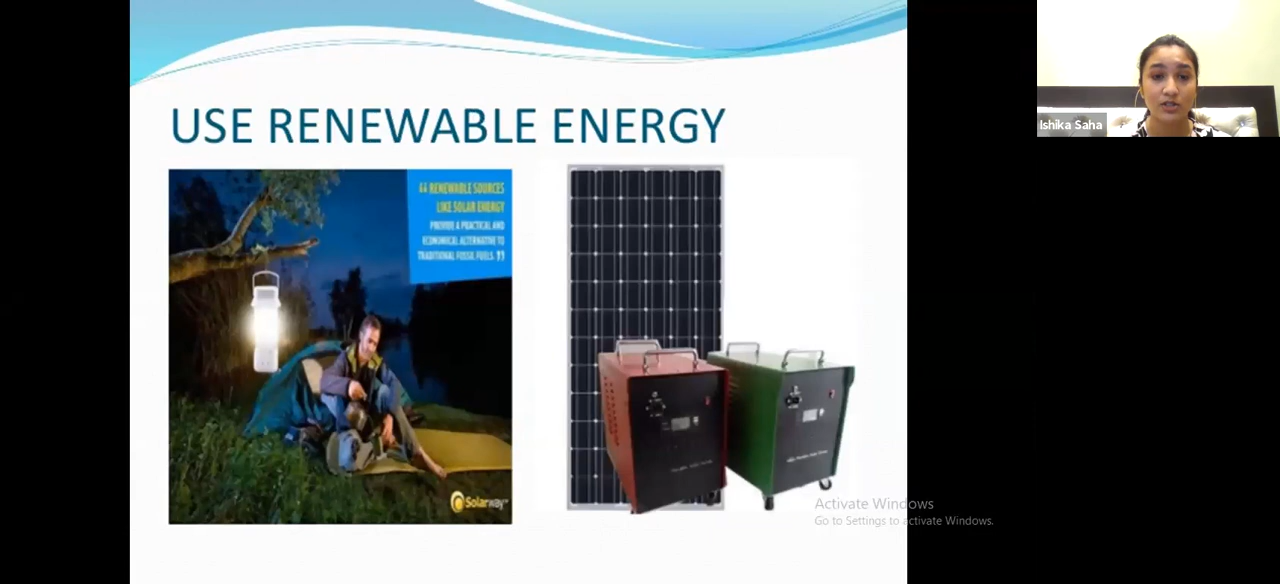 USE RENEWABLE ENERGY
“ RENEWABLE SOURCES
LIKE SOLAR ENERGY
PROVIDE A PRACTICAL AND
ECONOMICAL ALTERNATIVE TO
TRADITIONAL FOSSIL FUELS. ”
Solarway
Ishika Saha
Activate Windows
Go to Settings to activate Windows.